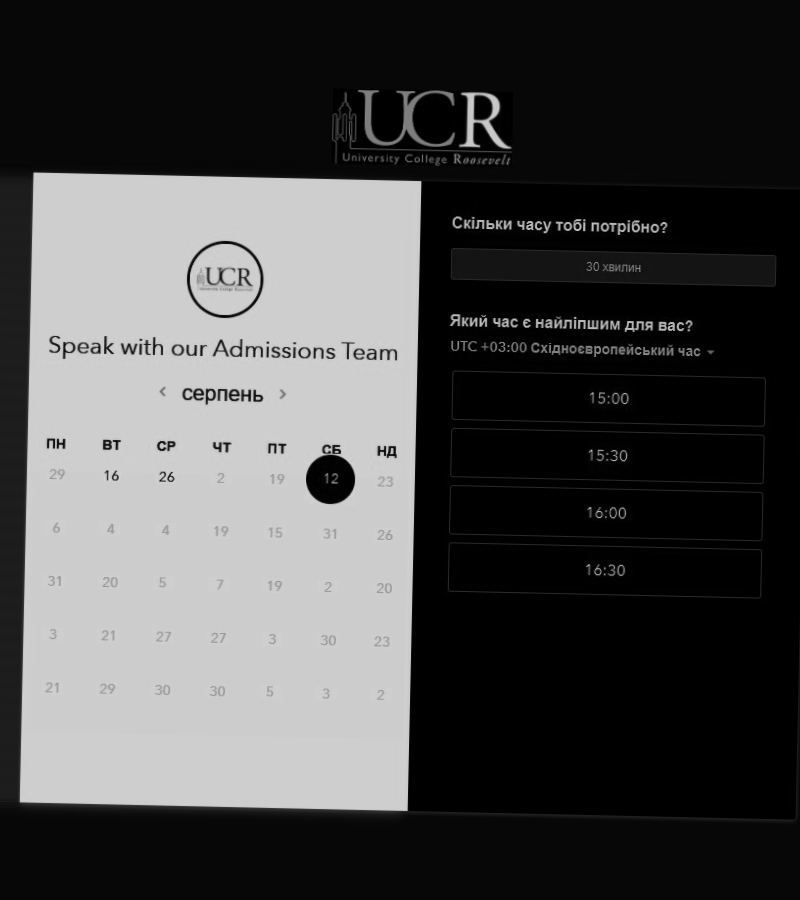 UCR
University College Roosevelt
UCR
University College Roosevelt
Speak with our Admissions Team
серпень
ПН ВТ СР ЧТ ПТ СБ НД
29 16 26 2 19 12 23
6 4 4 19 15 31 26
31 20 5 7 19 2 20
3 21 27 27 3 30 23
21 29 30 30 5 3 2
Скільки часу тобі потрібно?
30 хвилин
Який час є найліпшим для вас?
UTC +03:00 Східноєвропейський час
15:00
15:30
16:00
16:30